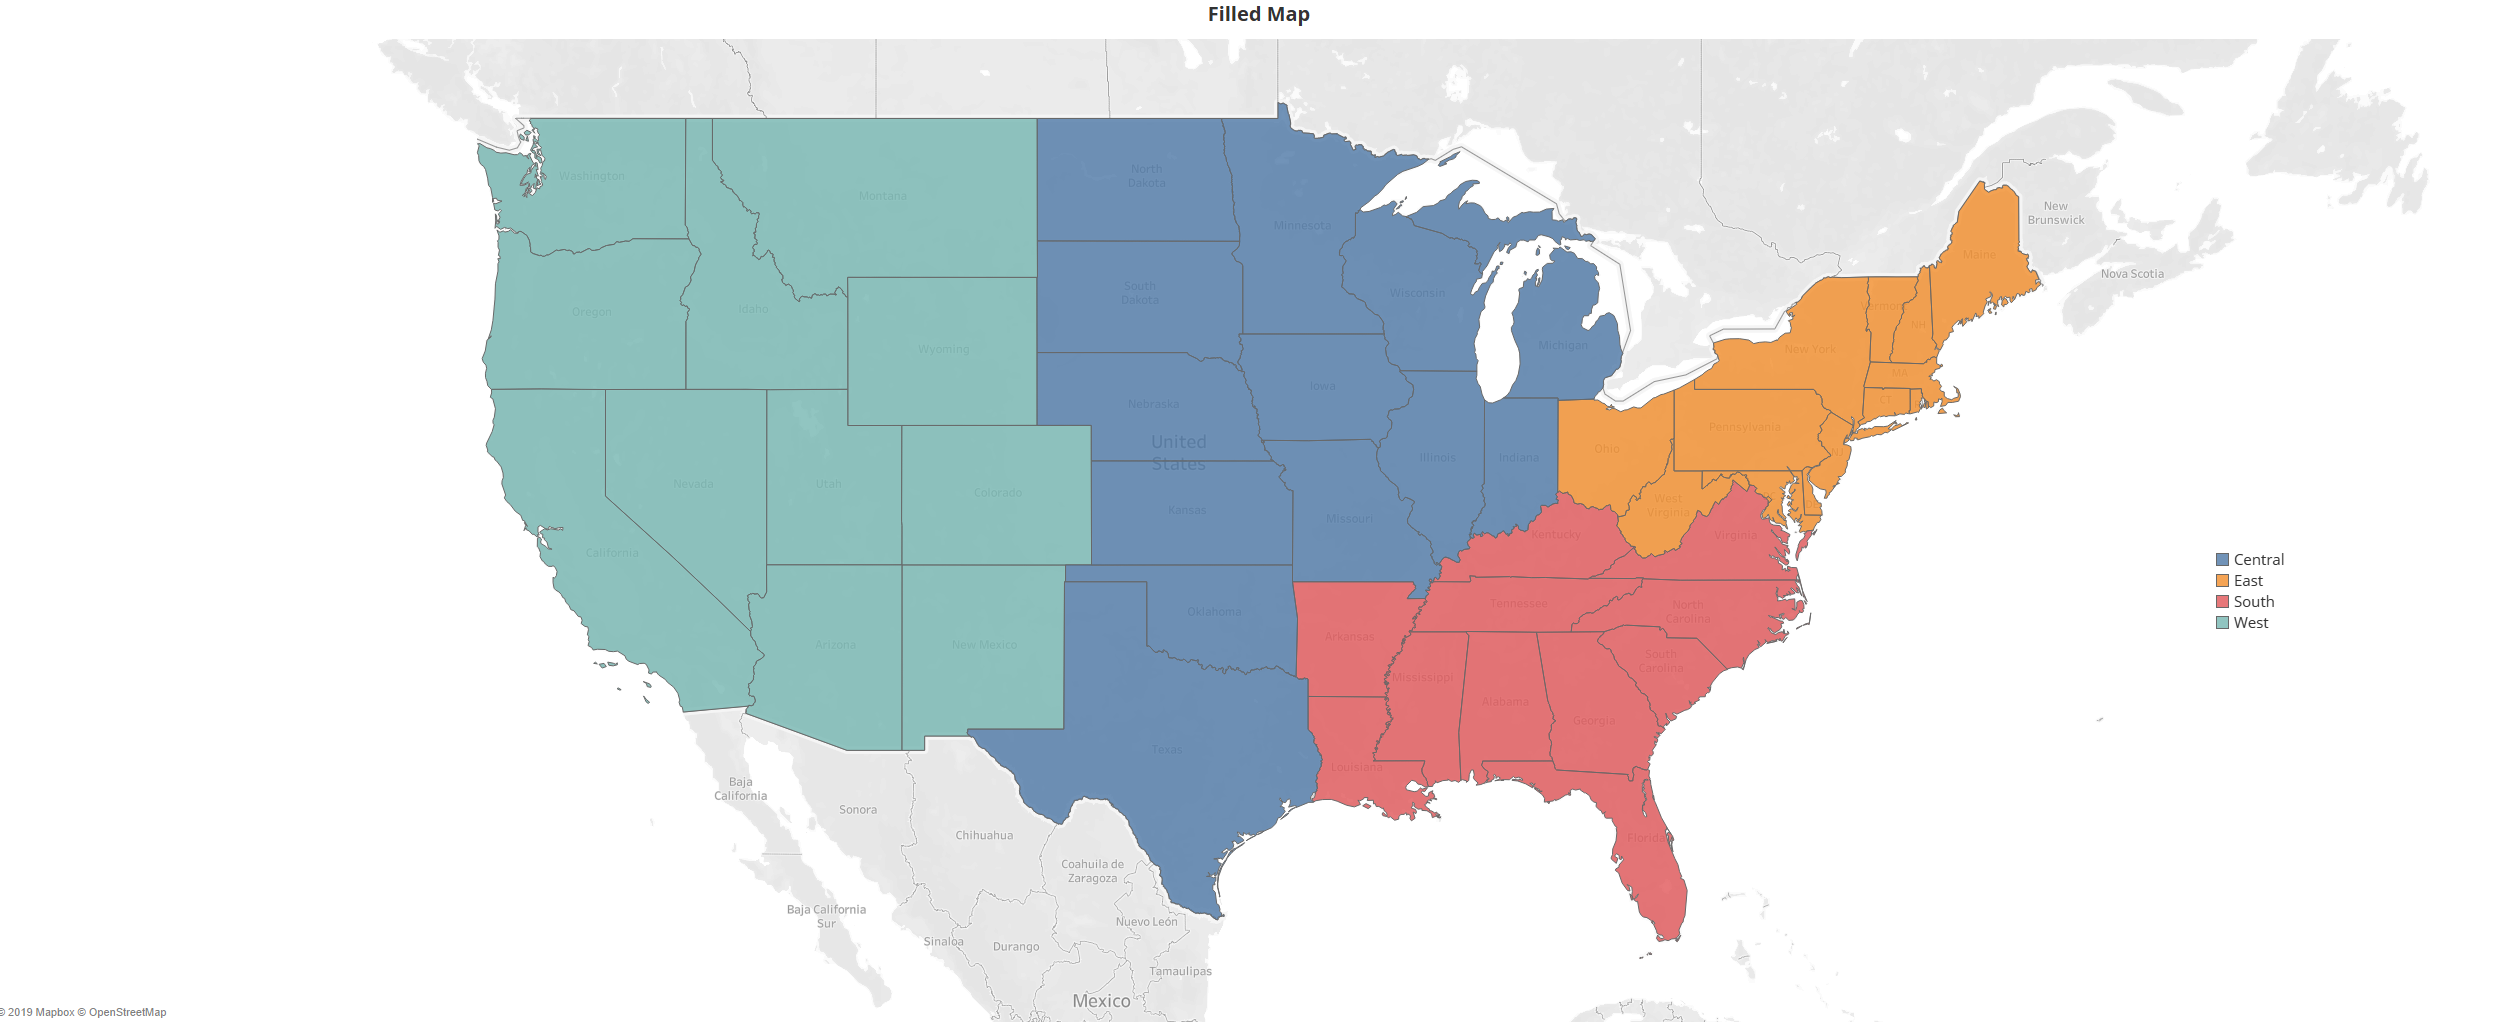 Filled Map
Washington
Montana
North
Dakota
Minnesota
New
Brunswick
Maine
Nova Scotia
South
Dakota
Wisconsin
Oregon
Idaho
Vermont
NH
Wyoming
Michigan
New York
MA
Iowa
Nebraska
CT
Pennsylvania
United
States
Ohio
NJ
Illinois
Indiana
Nevada
Utah
Colorado
West
Virginia
Kansas
Missouri
California
Kentucky
Virginia
Central
East
South
West
Oklahoma
Tennessee
North
Carolina
Arkansas
Arizona
New Mexico
South
Carolina
Mississippi
Alabama
Georgia
Texas
Louisiana
Baja
California
Sonora
Chihuahua
Florida
Coahuila de
Zaragoza
Baja California
Sur
Nuevo León
Sinaloa
Durango
Tamaulipas
Mexico
© 2019 Mapbox © OpenStreetMap